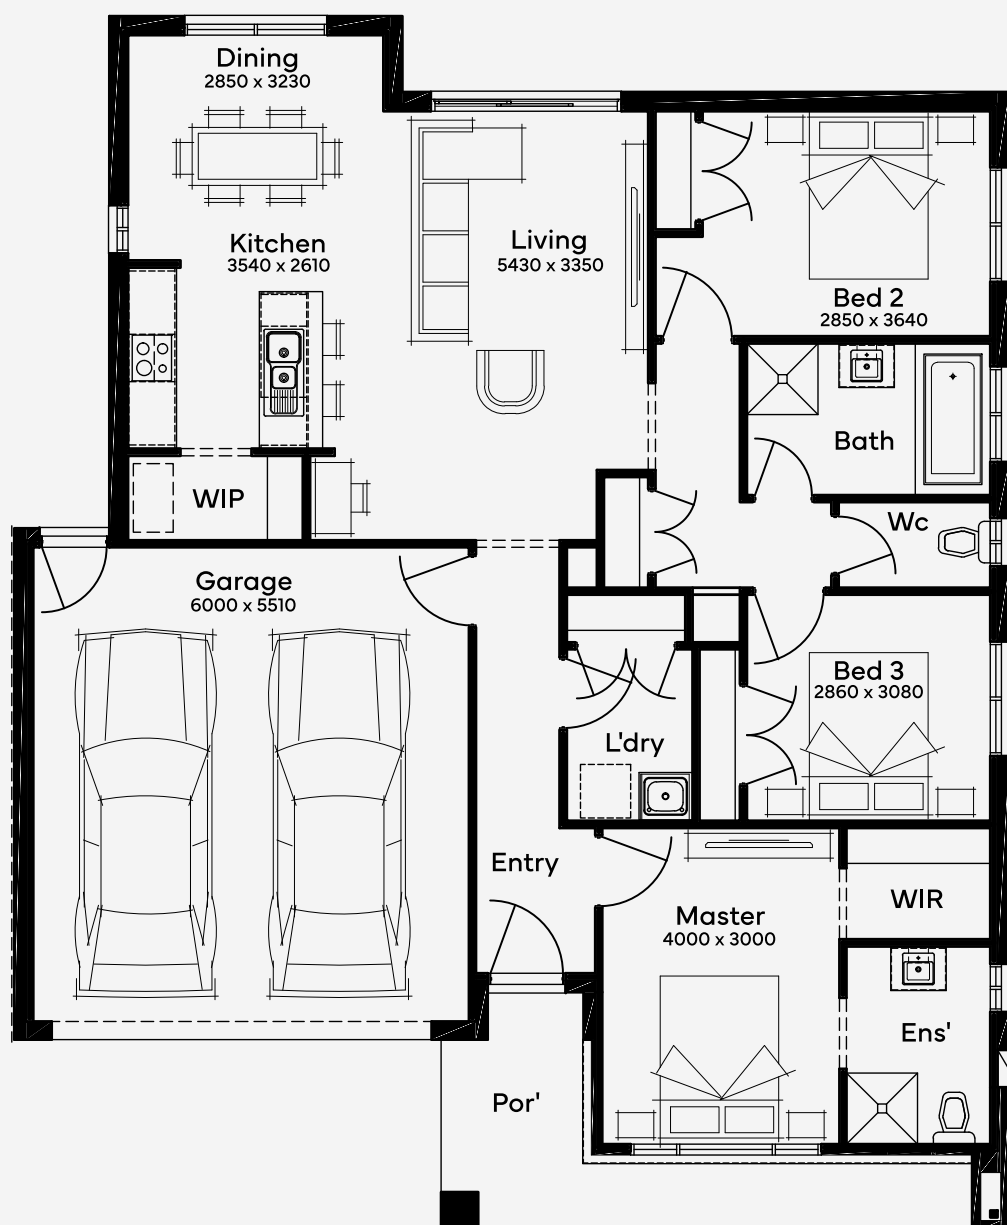 Dining
2850 x 3230
Kitchen
3540 x 2610
Living
5430 x 3350
Bed 2
2850 x 3640
Bath
WIP
Wc
Garage
6000 x 5510
Bed 3
2860 x 3080
L'dry
Entry
WIR
Master
4000 x 3000
Ens'
Por'